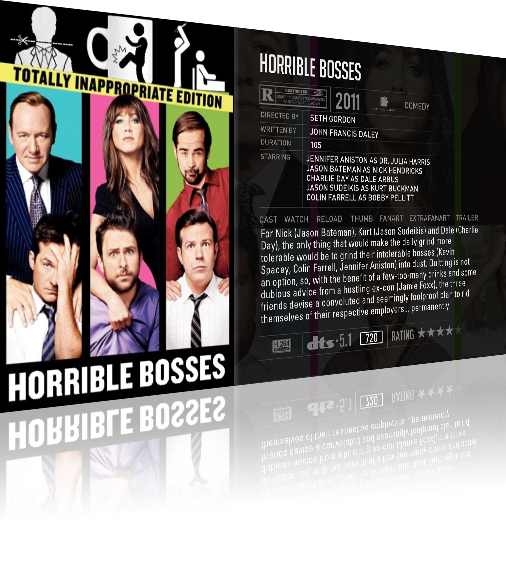 TOTALLY INAPPROPRIATE EDITION
HORRIBLE BOSSES
HORRIBLE BOSSES
R RESTRICTED
2011
COMEDY
DIRECTED BY SETH GORDON
WRITTEN BY JOHN FRANCIS DALEY
DURATION 105
STARRING JENNIFER ANISTON AS DR. JULIA HARRIS
JASON BATEMAN AS NICK HENDRICKS
CHARLIE DAY AS DALE ARBUS
JASON SUDEIKIS AS KURT BUCKMAN
COLIN FARRELL AS BOBBY PELLITT
CAST WATCH RELOAD THUMB FANART EXTRAFANART TRAILER
For Nick (Jason Bateman), Kurt (Jason Sudeikis) and Dale (Charlie
Day), the only thing that would make the daily grind more
tolerable would be to grind their intolerable bosses (Kevin
Spacey, Colin Farrell, Jennifer Aniston) into dust. Quitting is not
an option, so, with the benefit of a few-too-many drinks and some
dubious advice from a hustling ex-con (Jamie Foxx), the three
friends devise a convoluted and seemingly foolproof plan to rid
themselves of their respective employers... permanently.
dts 5.1 720 RATING